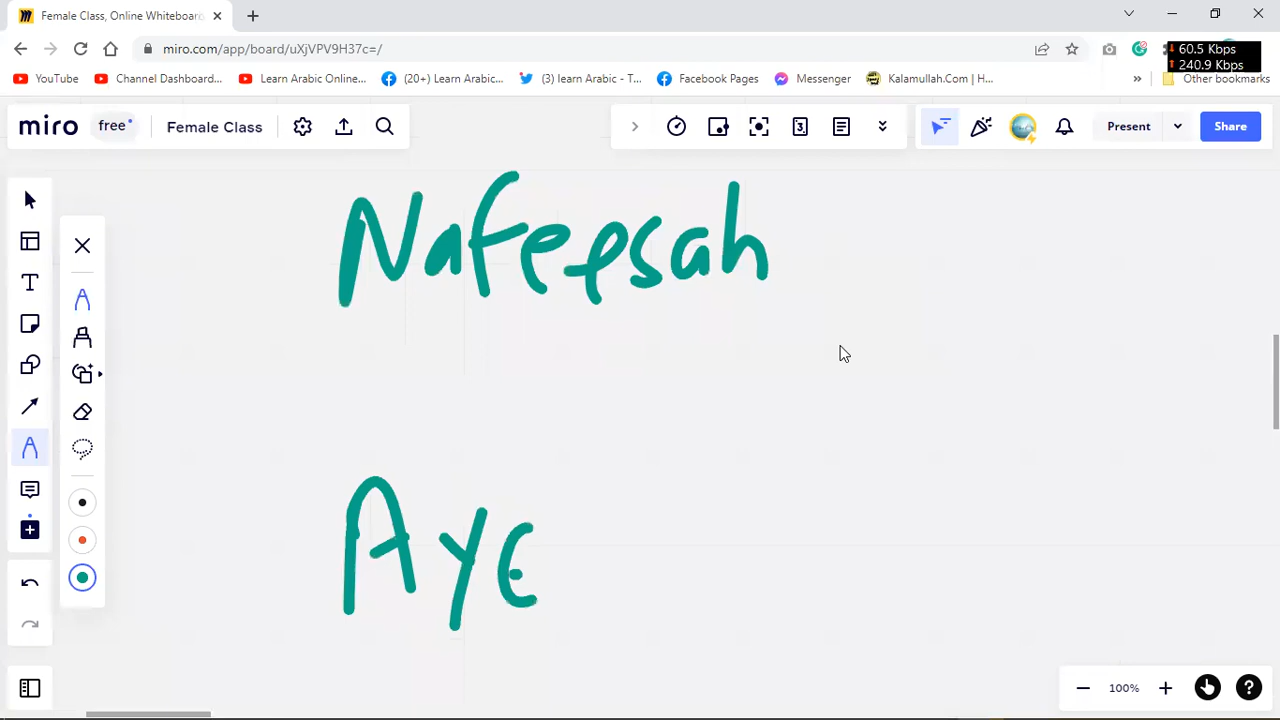 Female Class, Online Whiteboard
miro.com/app/board/uXjVPV9H37c=/
60.5 Kbps
240.9 Kbps
YouTube
Channel Dashboard...
Learn Arabic Online...
(20+) Learn Arabic...
(3) learn Arabic - T...
Facebook Pages
Messenger
Kalamullah.Com | H...
»
Other bookmarks
miro
free
Female Class
3
Present
Share
Nafeesah
Aye
100%
?